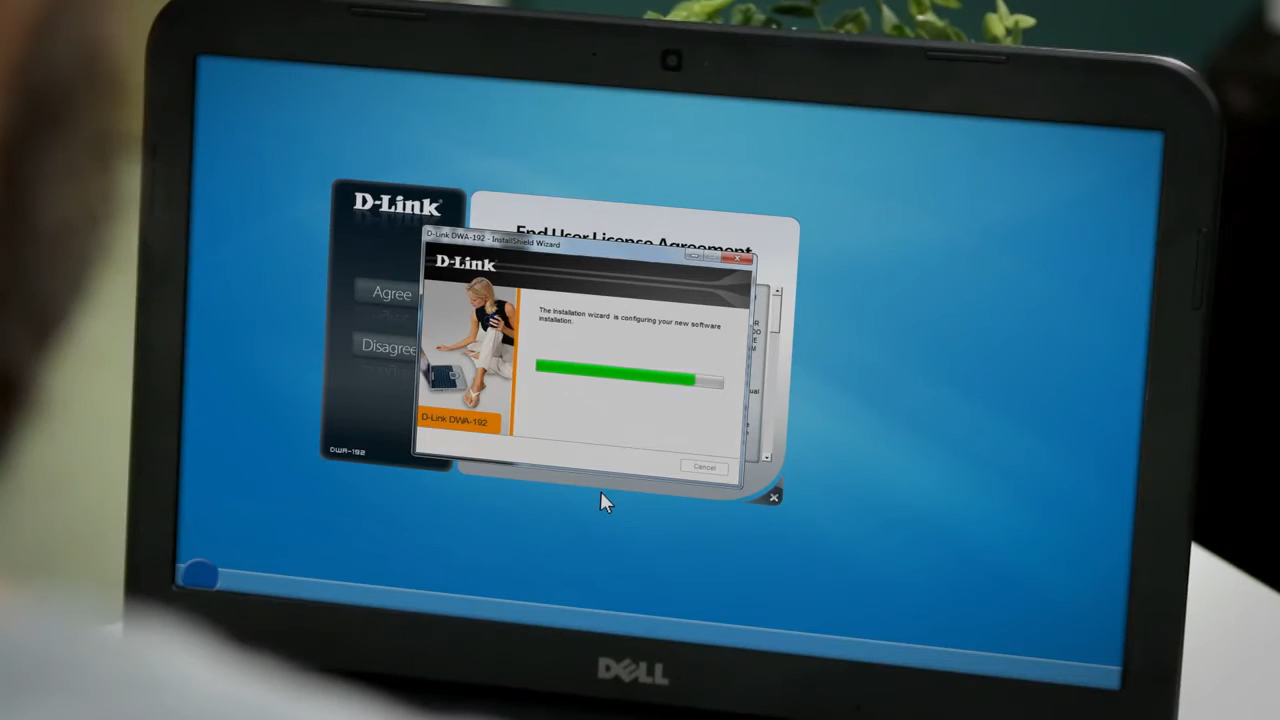 D-Link
End User License Agreement
D-Link DWA-192 - InstallShield Wizard
D-Link
Agree
The installation wizard is configuring your new software
installation.
Disagree
D-Link DWA-192
DWA-192
Cancel
DELL